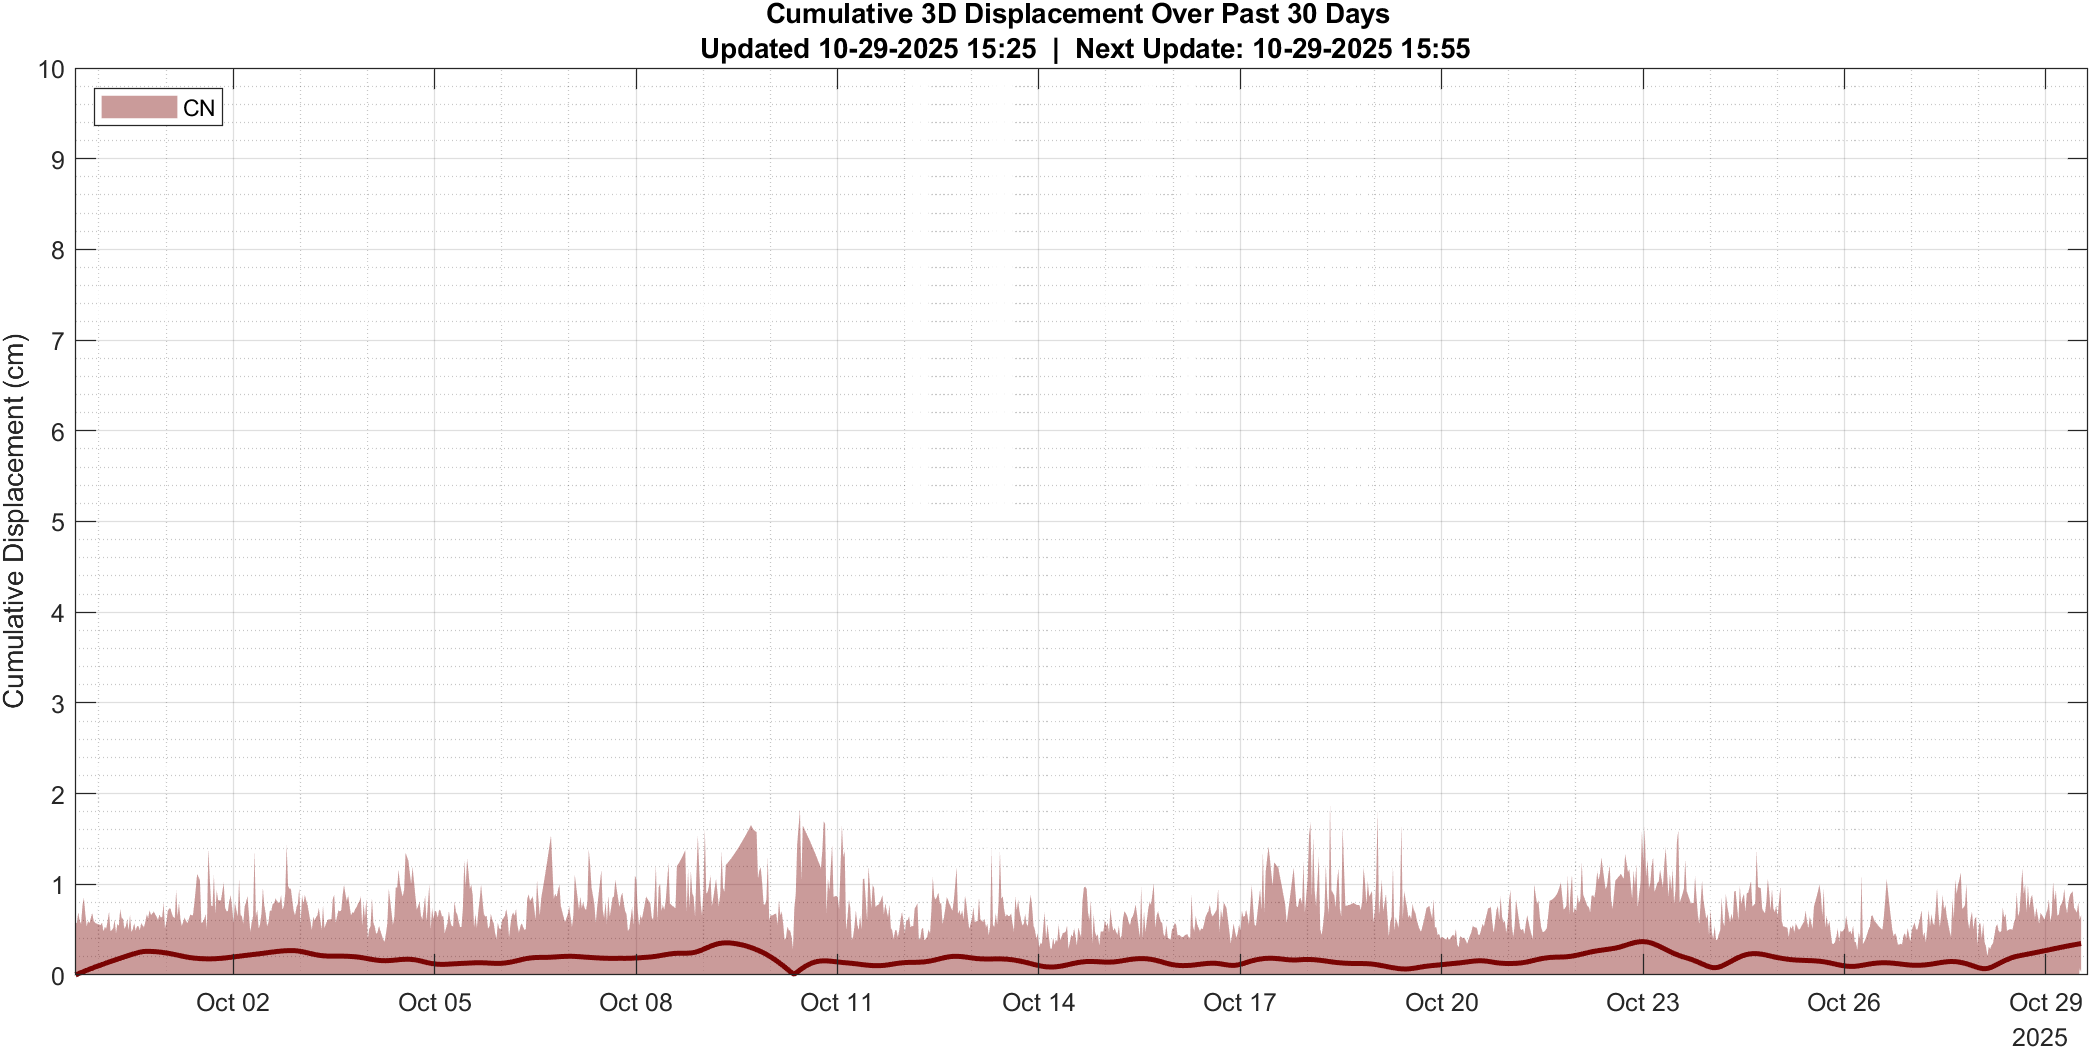 Cumulative 3D Displacement Over Past 30 Days
Updated 10-29-2025 15:25 | Next Update: 10-29-2025 15:55
CN
Cumulative Displacement (cm)
10
9
8
7
6
5
4
3
2
1
0
Oct 02 Oct 05 Oct 08 Oct 11 Oct 14 Oct 17 Oct 20 Oct 23 Oct 26 Oct 29
2025